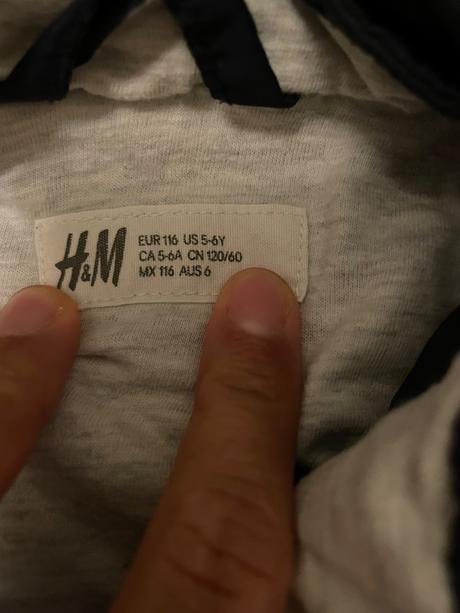 H&M
EUR 116 US 5-6Y
CA 5-6A CN 120/60
MX 116 AUS 6